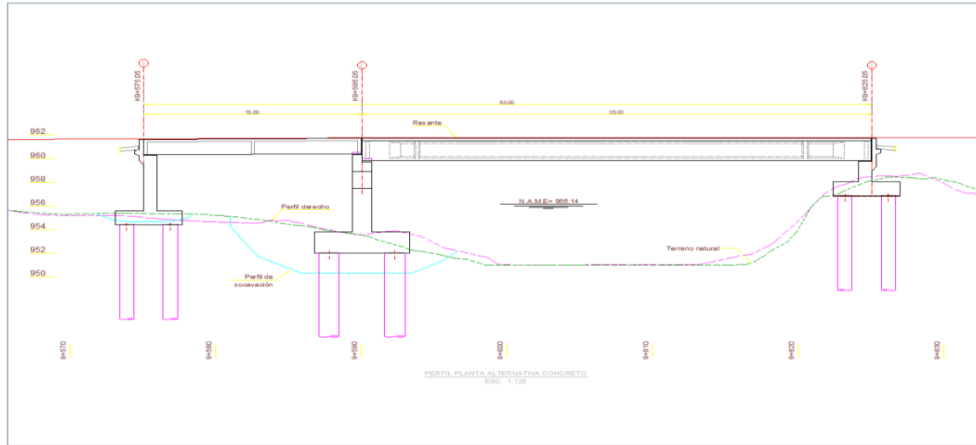 K9+575.05
K9+595.05
K9+625.05
50.00
15.00
35.00
Rasante
962
960
958
956
954
952
950
N.A.M.E= 956.14
Perfil derecho
Terreno natural
Perfil de
socavación
9+570
9+580
9+590
9+600
9+610
9+620
9+630
PERFIL PLANTA ALTERNATIVA CONCRETO
ESC 1:125